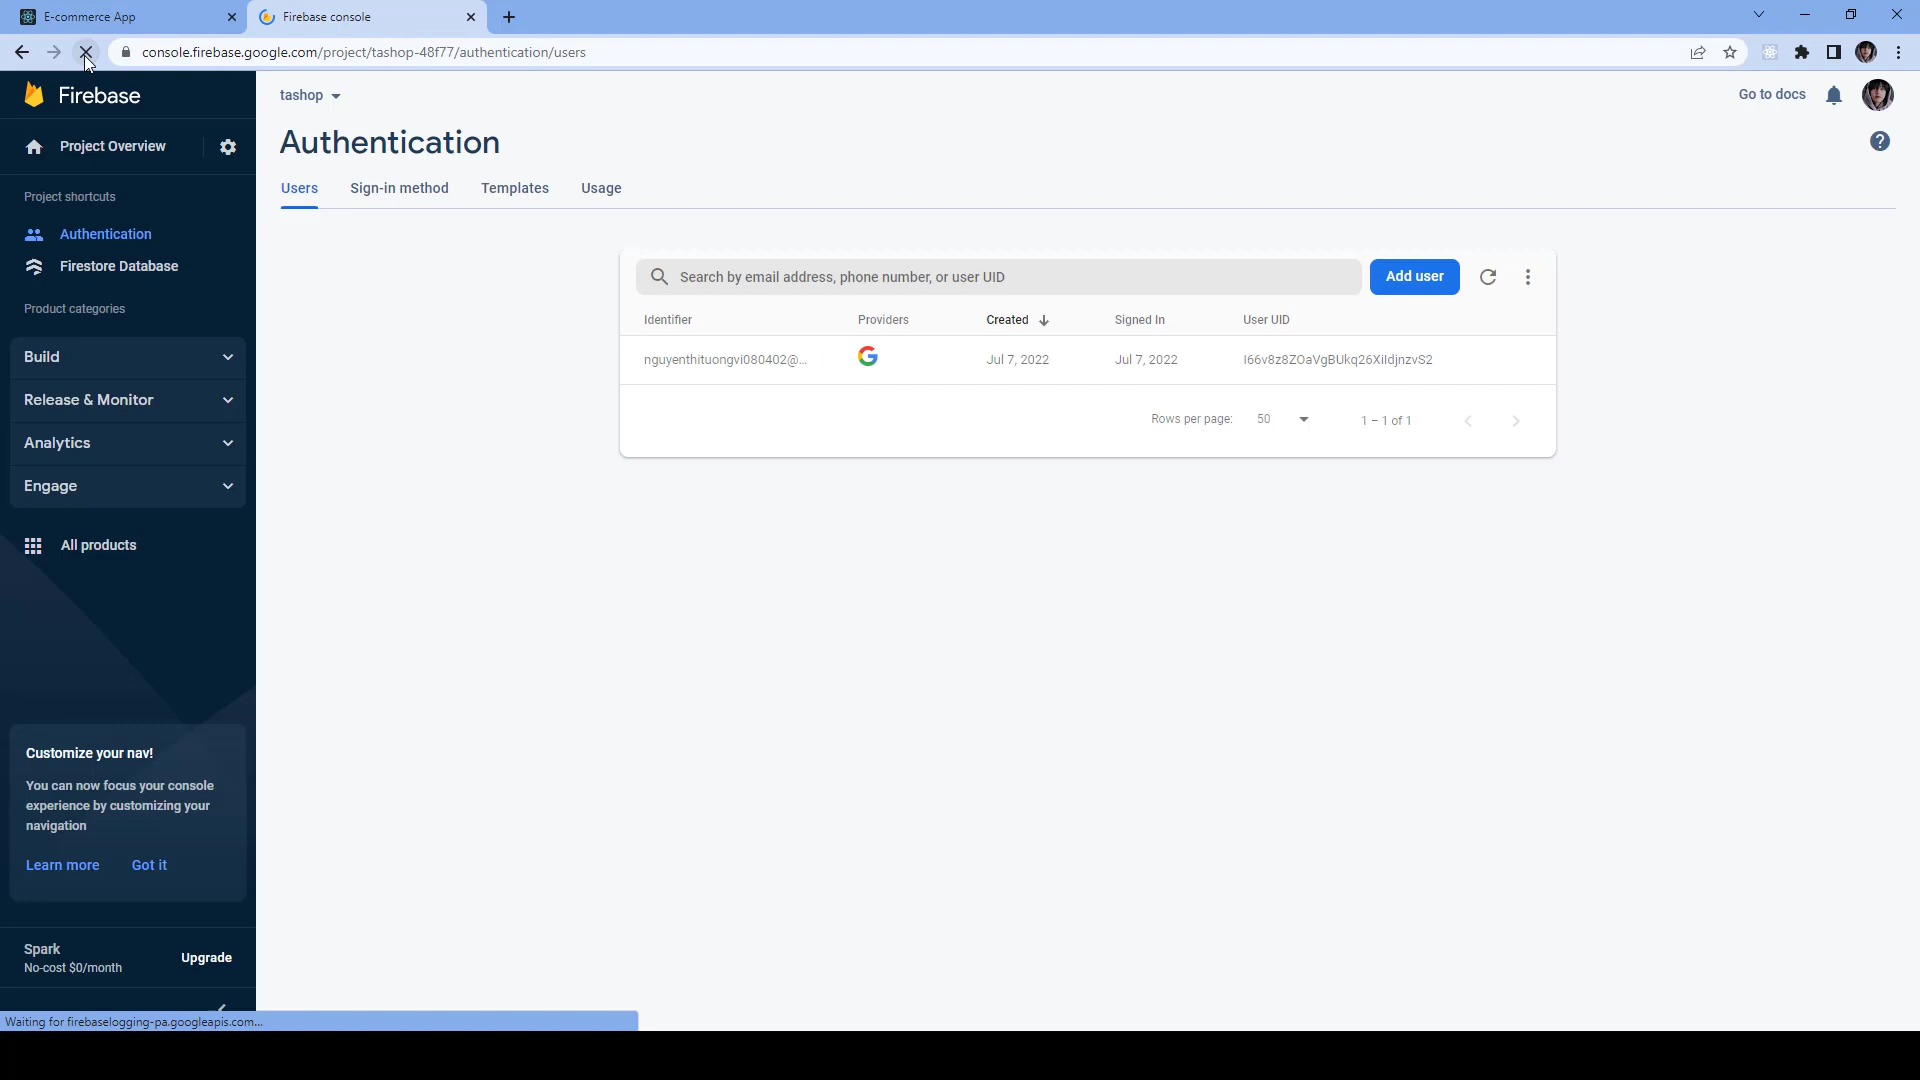 E-commerce App
Firebase console
console.firebase.google.com/project/tashop-48f77/authentication/users
Firebase
Project Overview
Project shortcuts
Authentication
Firestore Database
Product categories
Build
Release & Monitor
Analytics
Engage
All products
Customize your nav!
You can now focus your console
experience by customizing your
navigation
Learn more Got it
Spark
No-cost $0/month
Upgrade
Waiting for firebaselogging-pa.googleapis.com...
tashop
Go to docs
Authentication
Users Sign-in method Templates Usage
Search by email address, phone number, or user UID
Add user
Identifier Providers Created Signed In User UID
nguyenthituongvi080402@... Jul 7, 2022 Jul 7, 2022 I66v8z8ZOaVgBUkq26XiIdjnzvS2
Rows per page: 50 1 – 1 of 1